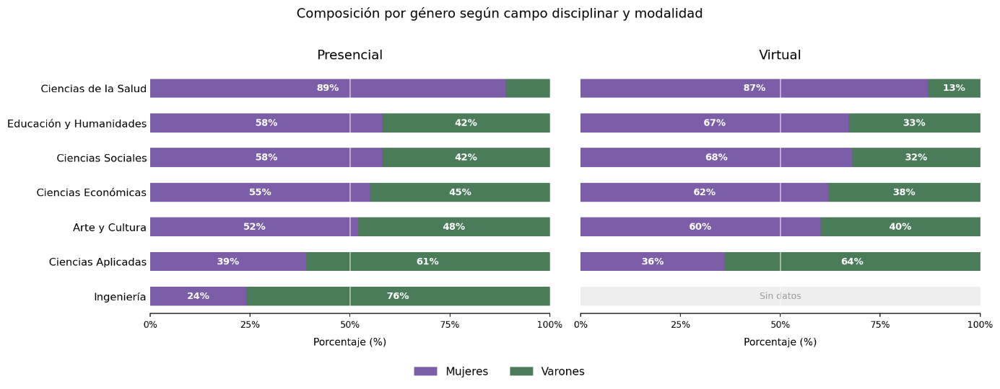 Composición por género según campo disciplinar y modalidad
Presencial
Virtual
Ciencias de la Salud 89% 87% 13%
Educación y Humanidades 58% 42% 67% 33%
Ciencias Sociales 58% 42% 68% 32%
Ciencias Económicas 55% 45% 62% 38%
Arte y Cultura 52% 48% 60% 40%
Ciencias Aplicadas 39% 61% 36% 64%
Ingeniería 24% 76% Sin datos
0% 25% 50% 75% 100% 0% 25% 50% 75% 100%
Porcentaje (%) Porcentaje (%)
Mujeres Varones